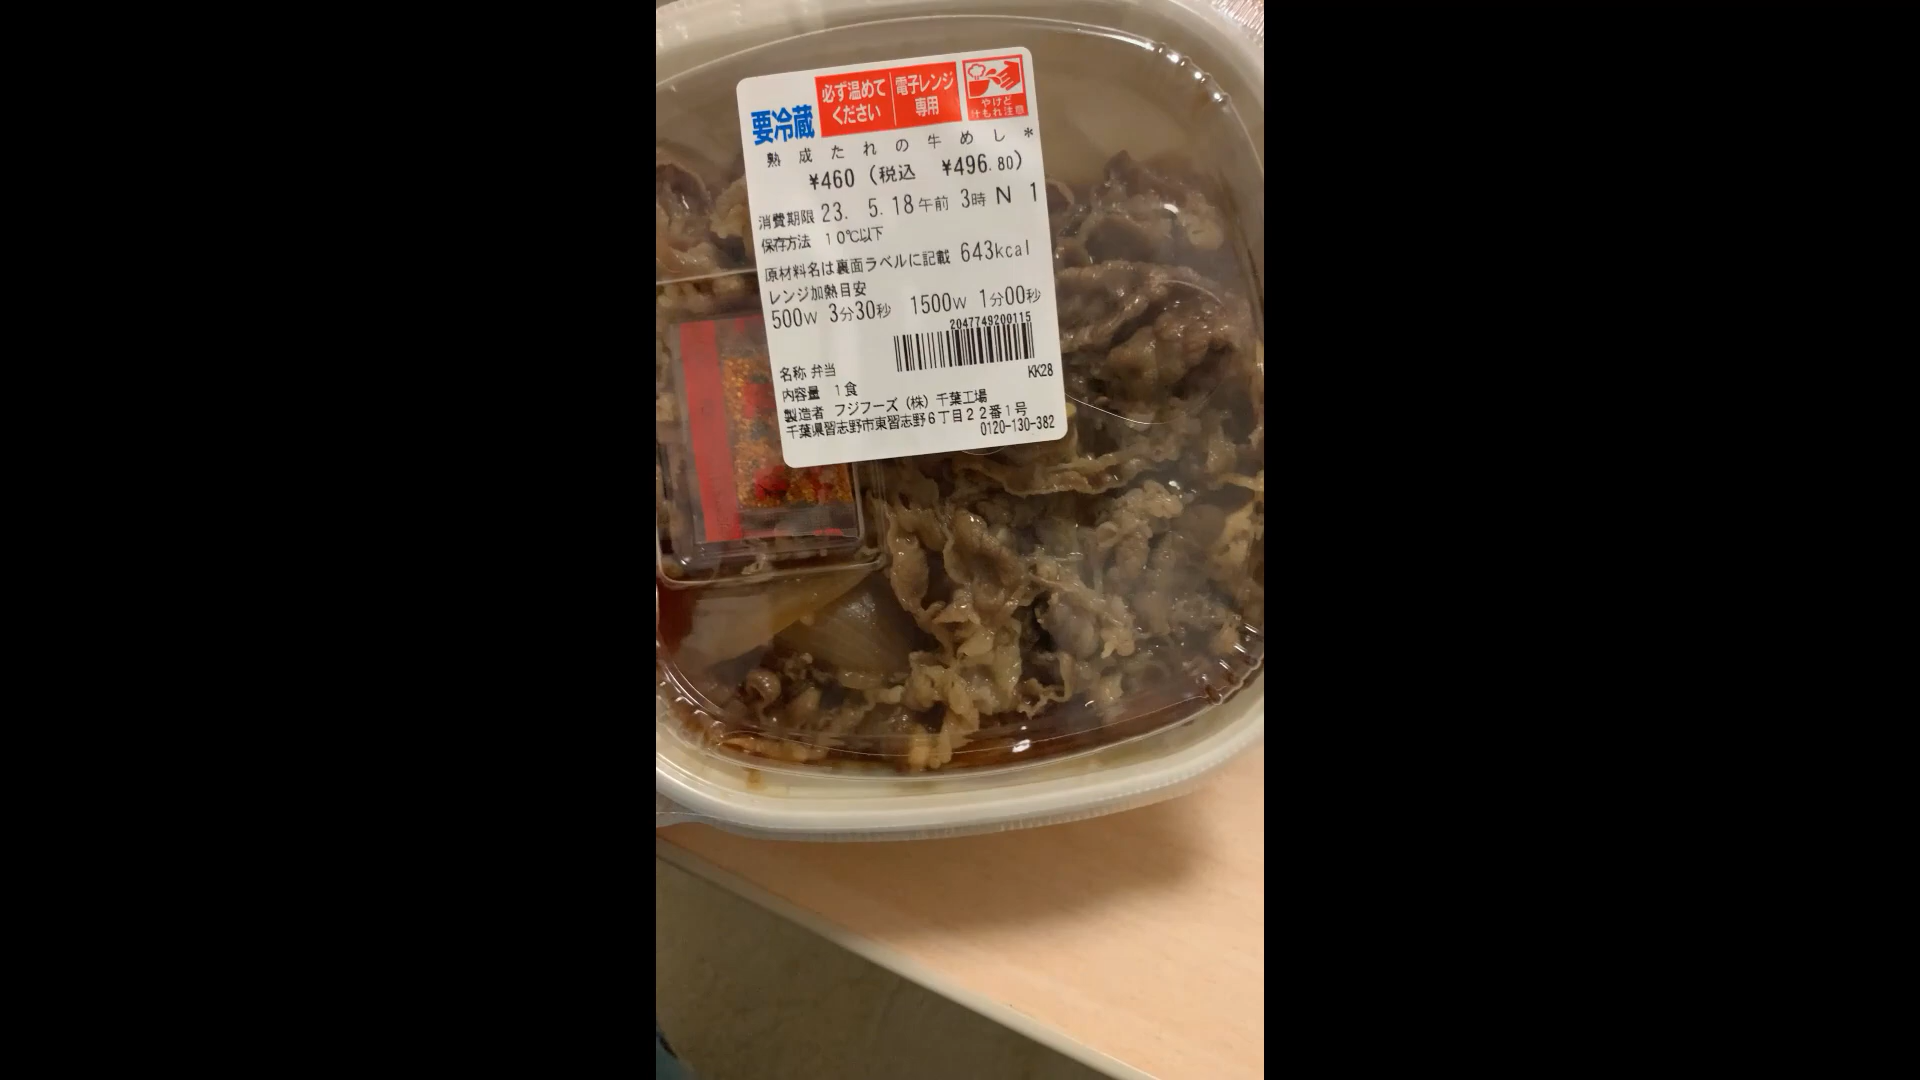 要冷蔵
必ず温めて
ください
電子レンジ
専用
やけど
汁もれ注意
熟成たれの牛めし*
¥460 (税込 ¥496.80)
消費期限 23. 5.18午前 3時 N 1
保存方法 10℃以下
原材料名は裏面ラベルに記載 643kcal
レンジ加熱目安
500W 3分30秒 1500W 1分00秒
2047749200115
名称 弁当
KK28
内容量 1食
製造者 フジフーズ(株)千葉工場
千葉県習志野市東習志野6丁目22番1号
0120-130-382